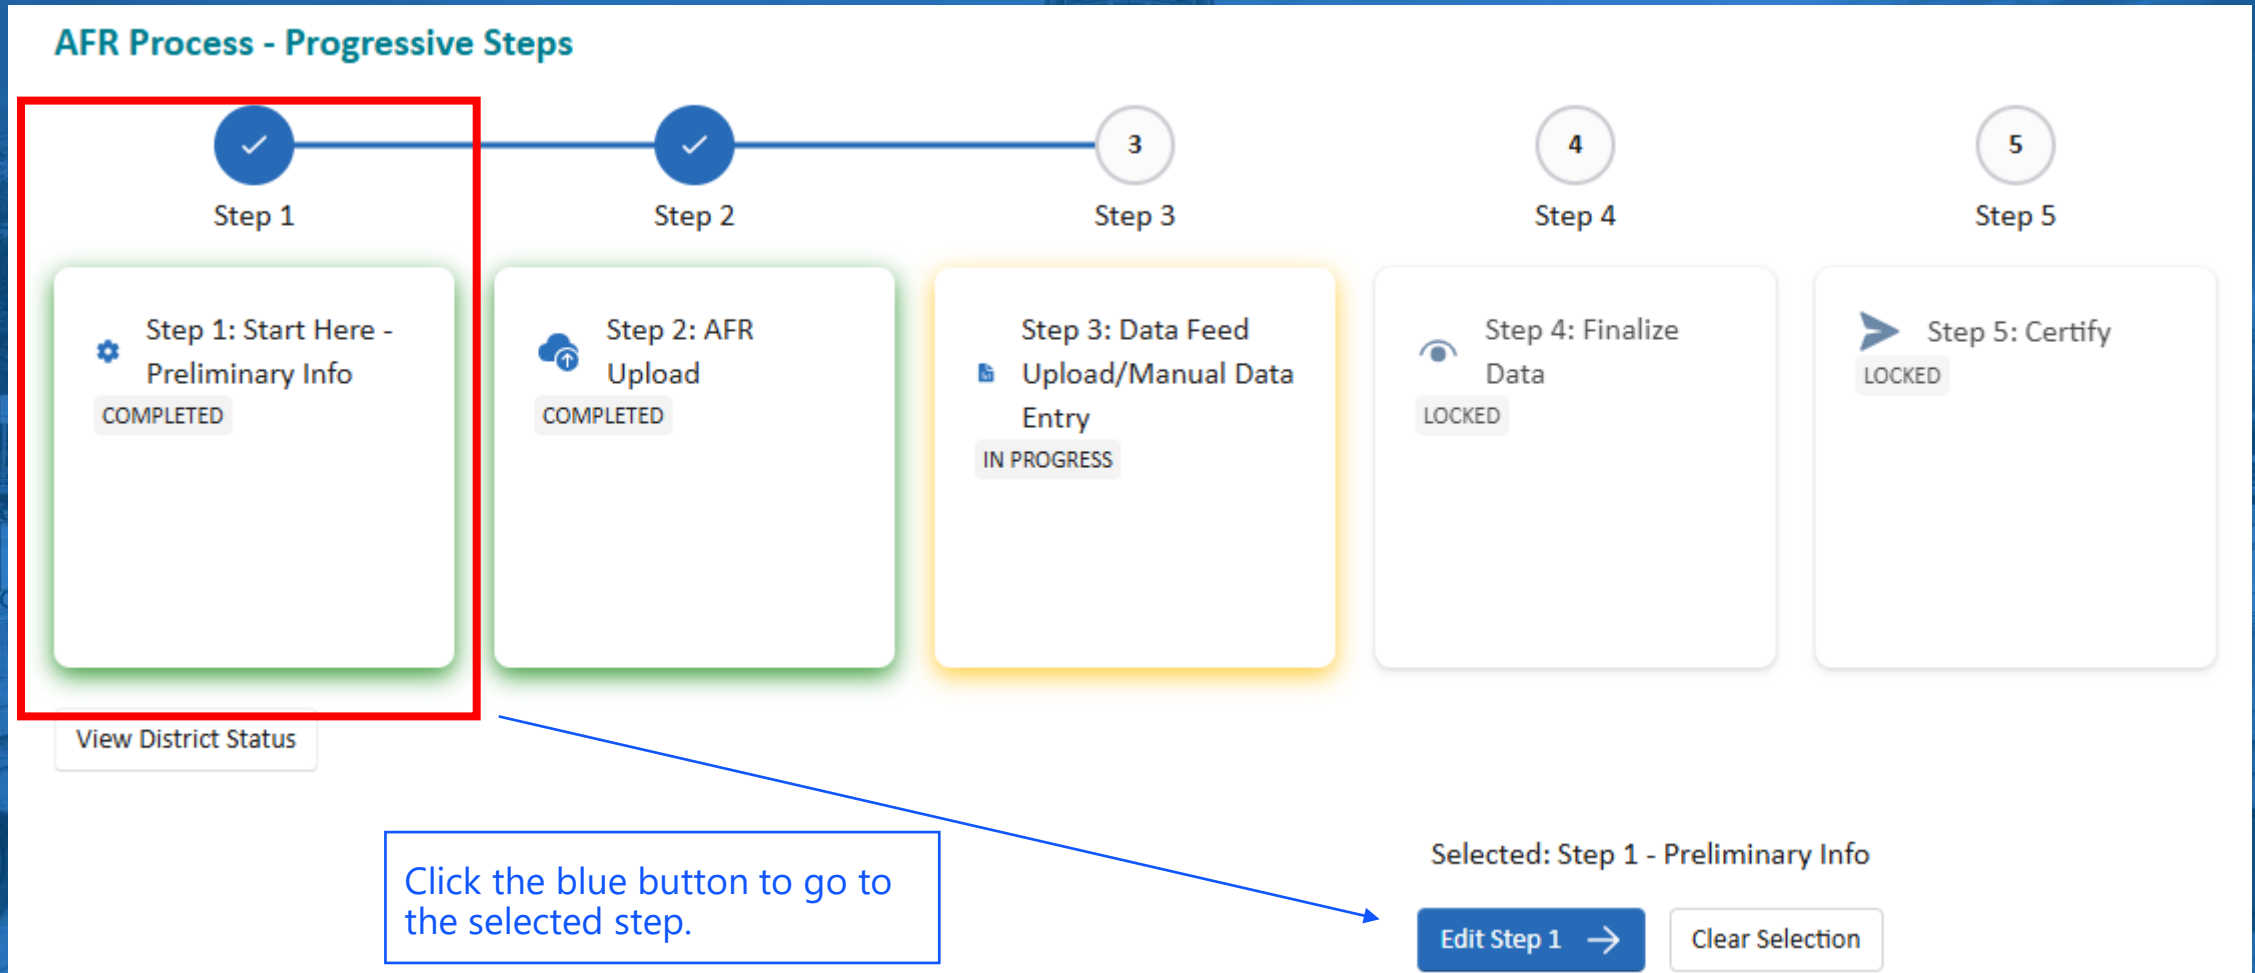 AFR Process - Progressive Steps
3
4
5
Step 1
Step 2
Step 3
Step 4
Step 5
Step 1: Start Here -
Preliminary Info
COMPLETED
Step 2: AFR
Upload
COMPLETED
Step 3: Data Feed
Upload/Manual Data
Entry
IN PROGRESS
Step 4: Finalize
Data
LOCKED
Step 5: Certify
LOCKED
View District Status
Click the blue button to go to
the selected step.
Selected: Step 1 - Preliminary Info
Edit Step 1
Clear Selection